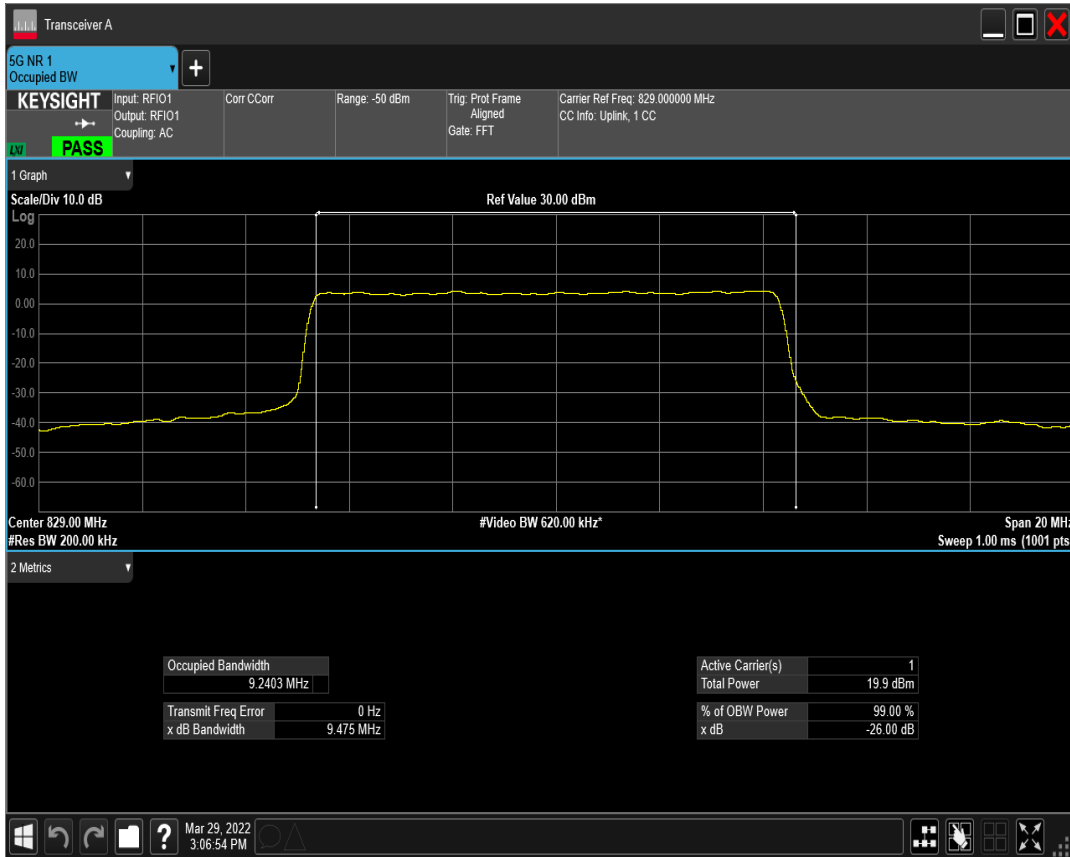 Transceiver A
5G NR 1
Occupied BW
KEYSIGHT
LXI
PASS
Input: RFIO1
Output: RFIO1
Coupling: AC
Corr CCorr
Range: -50 dBm
Trig: Prot Frame
Aligned
Gate: FFT
Carrier Ref Freq: 829.000000 MHz
CC Info: Uplink, 1 CC
1 Graph
Scale/Div 10.0 dB
Ref Value 30.00 dBm
Log
20.0
10.0
0.00
-10.0
-20.0
-30.0
-40.0
-50.0
-60.0
Center 829.00 MHz
#Video BW 620.00 kHz*
Span 20 MHz
#Res BW 200.00 kHz
Sweep 1.00 ms (1001 pts
2 Metrics
Occupied Bandwidth
9.2403 MHz
Transmit Freq Error 0 Hz
x dB Bandwidth 9.475 MHz
Active Carrier(s) 1
Total Power 19.9 dBm
% of OBW Power 99.00 %
x dB -26.00 dB
?
Mar 29, 2022
3:06:54 PM